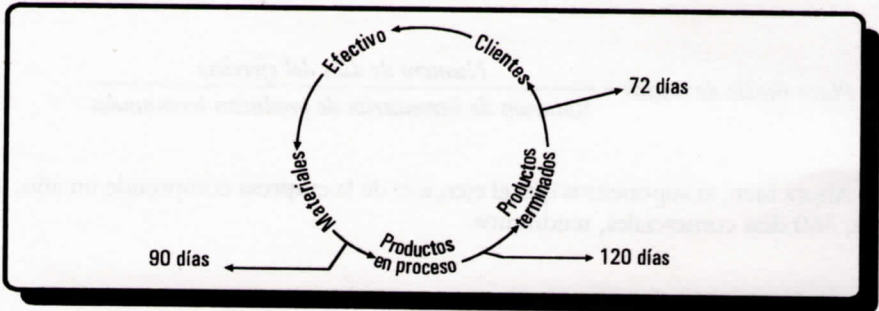 Efectivo
Clientes
72 días
Materiales
Productos
terminados
Productos
en proceso
90 días
120 días